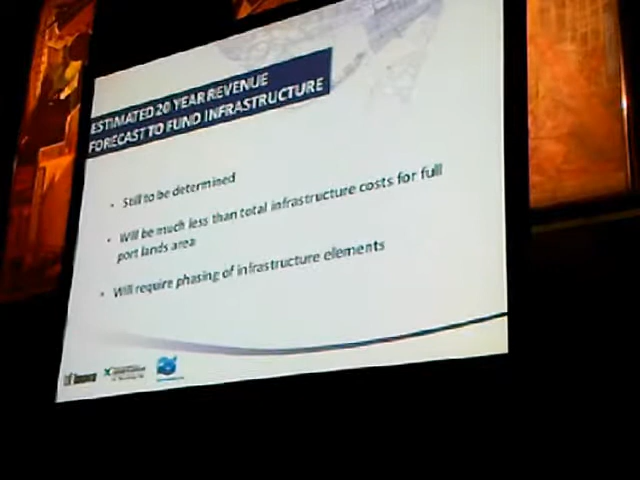 ESTIMATED 20 YEAR REVENUE
FORECAST TO FUND INFRASTRUCTURE
• Still to be determined
• Will be much less than total infrastructure costs for full
port lands area
• Will require phasing of infrastructure elements